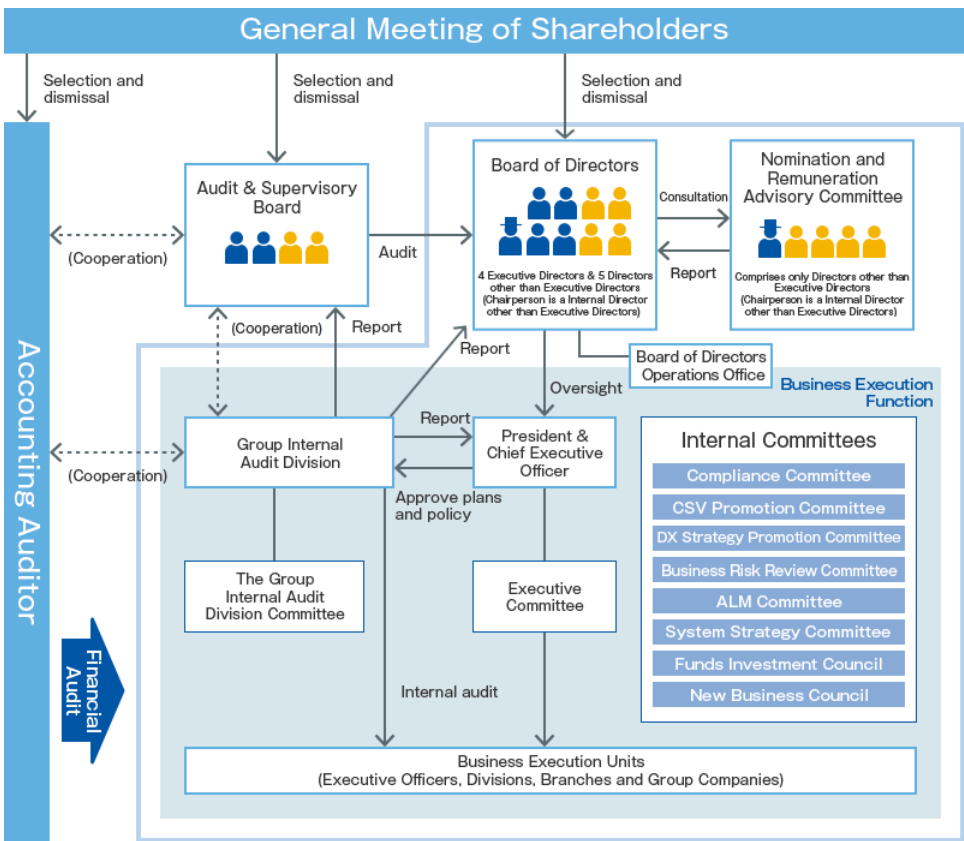 General Meeting of Shareholders
Selection and
dismissal
Selection and
dismissal
Selection and
dismissal
Accounting Auditor
Audit & Supervisory
Board
Board of Directors
4 Executive Directors & 5 Directors
other than Executive Directors
(Chairperson is a Internal Director
other than Executive Directors)
Nomination and
Remuneration
Advisory Committee
Comprises only Directors other than
Executive Directors
(Chairperson is a Internal Director
other than Executive Directors)
Consultation
Report
(Cooperation)
Audit
(Cooperation)
Report
Report
Board of Directors
Operations Office
Oversight
Business Execution
Function
Group Internal
Audit Division
Report
President &
Chief Executive
Officer
(Cooperation)
Approve plans
and policy
Internal Committees
Compliance Committee
CSV Promotion Committee
DX Strategy Promotion Committee
Business Risk Review Committee
ALM Committee
System Strategy Committee
Funds Investment Council
New Business Council
The Group
Internal Audit
Division Committee
Executive
Committee
Financial
Audit
Internal audit
Business Execution Units
(Executive Officers, Divisions, Branches and Group Companies)